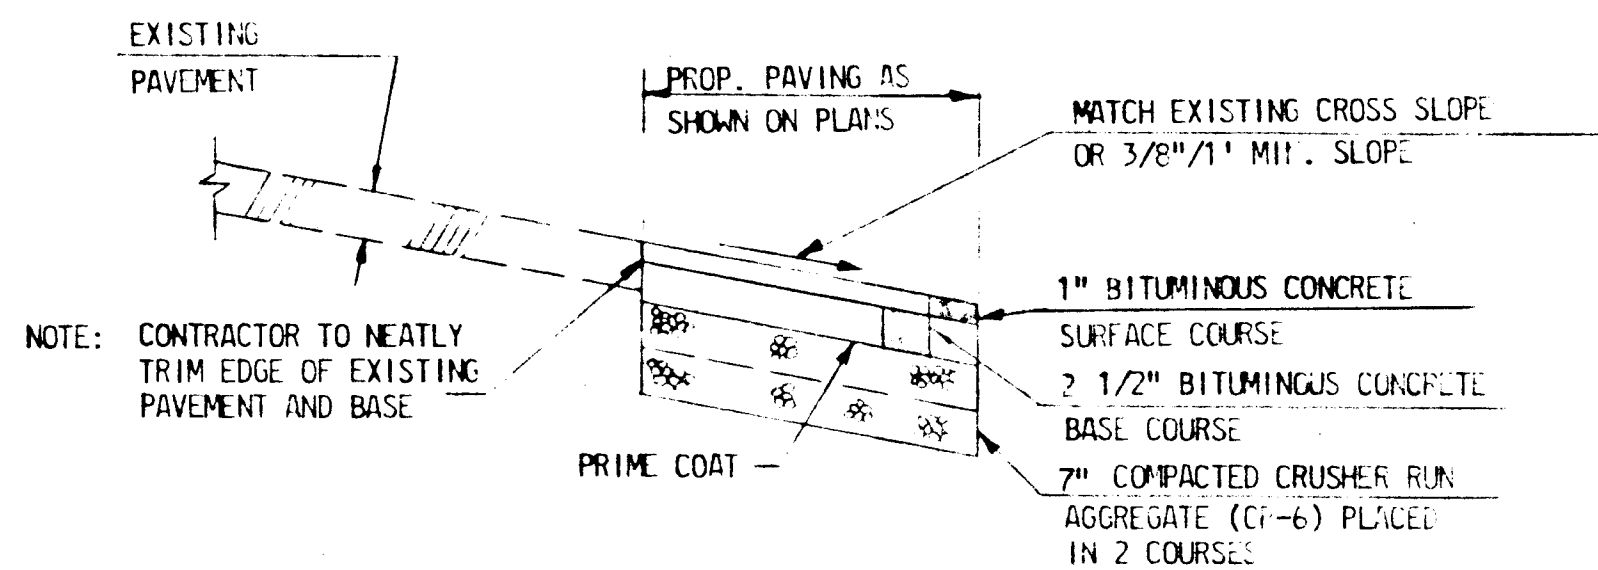 EXISTING
PAVEMENT
PROP. PAVING AS
SHOWN ON PLANS
MATCH EXISTING CROSS SLOPE
OR 3/8"/1' MIN. SLOPE
NOTE: CONTRACTOR TO NEATLY
TRIM EDGE OF EXISTING
PAVEMENT AND BASE
PRIME COAT
1" BITUMINOUS CONCRETE
SURFACE COURSE
2 1/2" BITUMINOUS CONCRETE
BASE COURSE
7" COMPACTED CRUSHER RUN
AGGREGATE (CR-6) PLACED
IN 2 COURSES